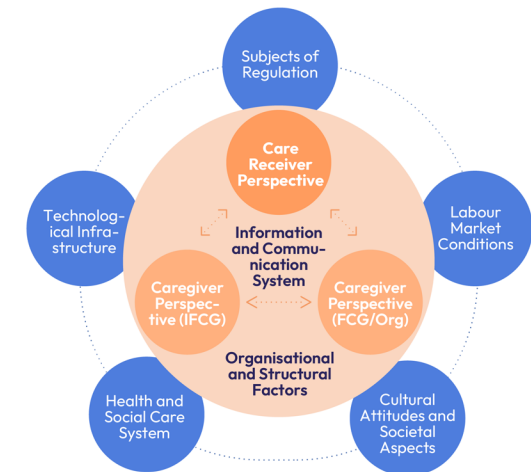 Subjects of
Regulation
Care
Receiver
Perspective
Technolog-
ical Infra-
structure
Labour
Market
Conditions
Information
and Commu-
nication
System
Caregiver
Perspec-
tive (IFCG)
Caregiver
Perspective
(FCG/Org)
Organisational
and Structural
Factors
Health and
Social Care
System
Cultural
Attitudes and
Societal
Aspects